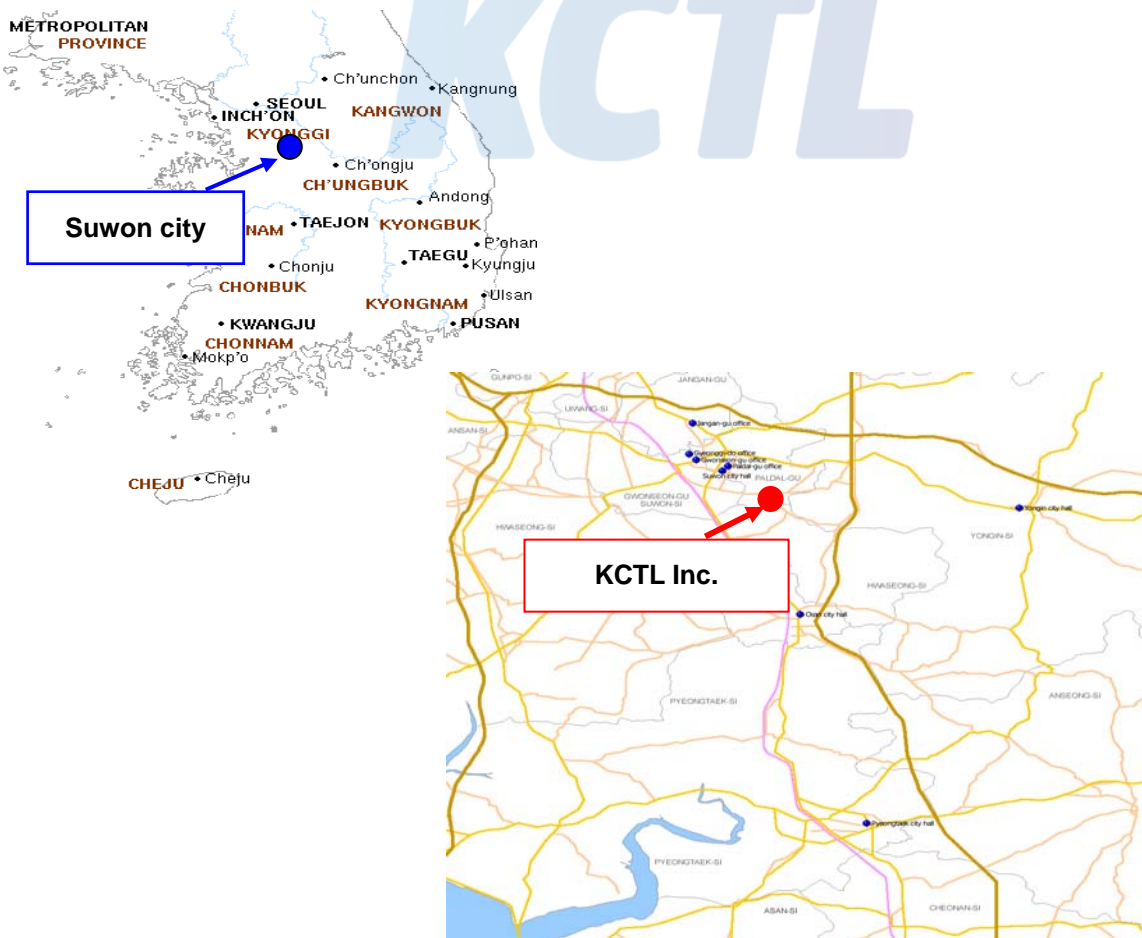 KCTL
METROPOLITAN
PROVINCE
Ch'unchon
Kangnung
SEOUL
KANGWON
INCH'ON
KYONGGI
Ch'ongju
CH'UNGBUK
Andong
Suwon city
NAM
TAEJON
KYONGBUK
P'ohan
TAEGU
Kyungju
Chonju
CHONBUK
Ulsan
KYONGNAM
KWANGJU
PUSAN
CHONNAM
Mokp'o
CHEJU
Cheju
GUNPO-SI
JANGAN-GU
UIWANG-SI
Jangan-gu office
ANSAN-SI
Gyeonggi-do office
Gwonseon-gu office
Paldal-gu office
Suwon city hall
PALDAL-GU
GWONSEON-GU
SUWON-SI
Yongin city hall
HWASEONG-SI
YONGIN-SI
KCTL Inc.
HWASEONG-SI
Osan city hall
PYEONGTAEK-SI
ANSEONG-SI
Pyeongtaek city hall
PYEONGTAEK-SI
ASAN-SI
CHEONAN-SI